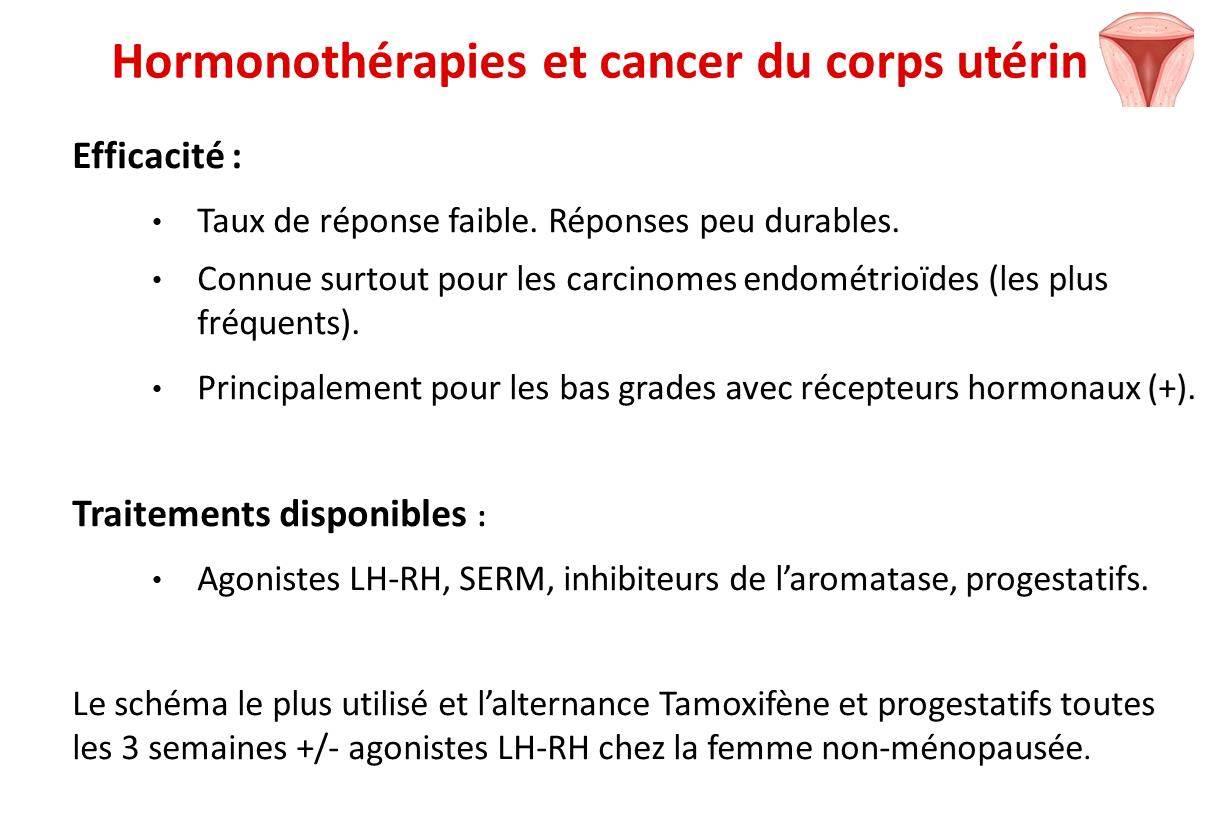 Hormonothérapies et cancer du corps utérin
Efficacité :
• Taux de réponse faible. Réponses peu durables.
• Connue surtout pour les carcinomes endométrioïdes (les plus
fréquents).
• Principalement pour les bas grades avec récepteurs hormonaux (+).
Traitements disponibles :
• Agonistes LH-RH, SERM, inhibiteurs de l’aromatase, progestatifs.
Le schéma le plus utilisé et l’alternance Tamoxifène et progestatifs toutes
les 3 semaines +/- agonistes LH-RH chez la femme non-ménopausée.